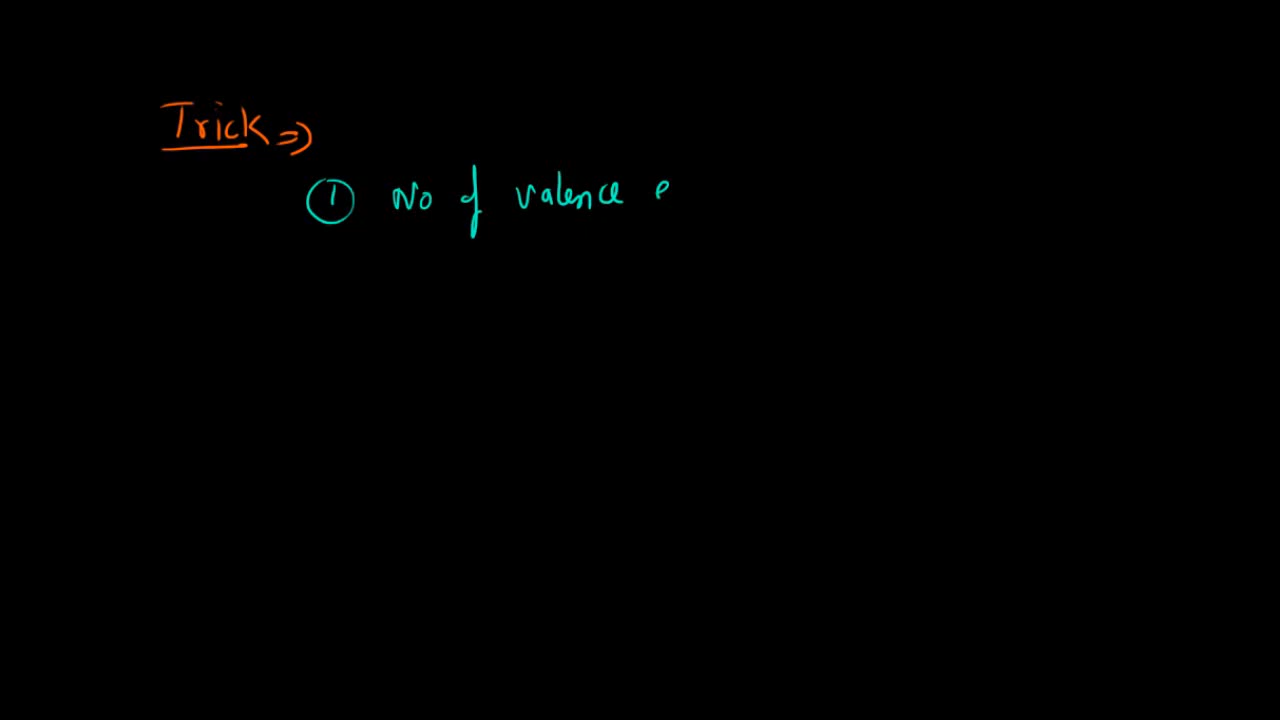 Trick ⇒
① No of valence e